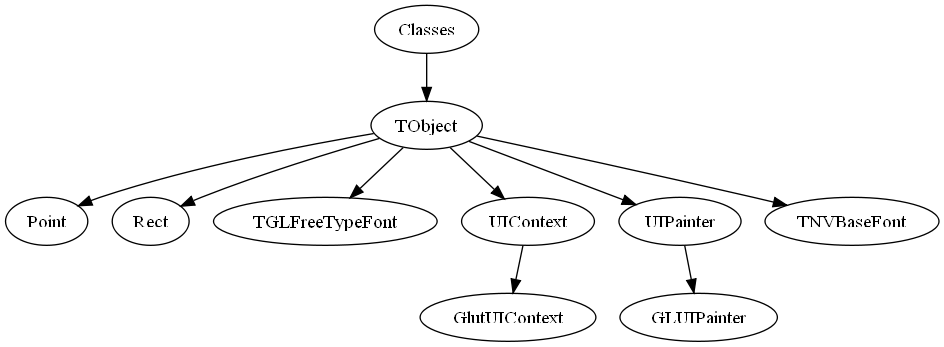 Classes
TObject
Point
Rect
TGLFreeTypeFont
UIContext
UIPainter
TNVBaseFont
GlutUIContext
GLUIPainter